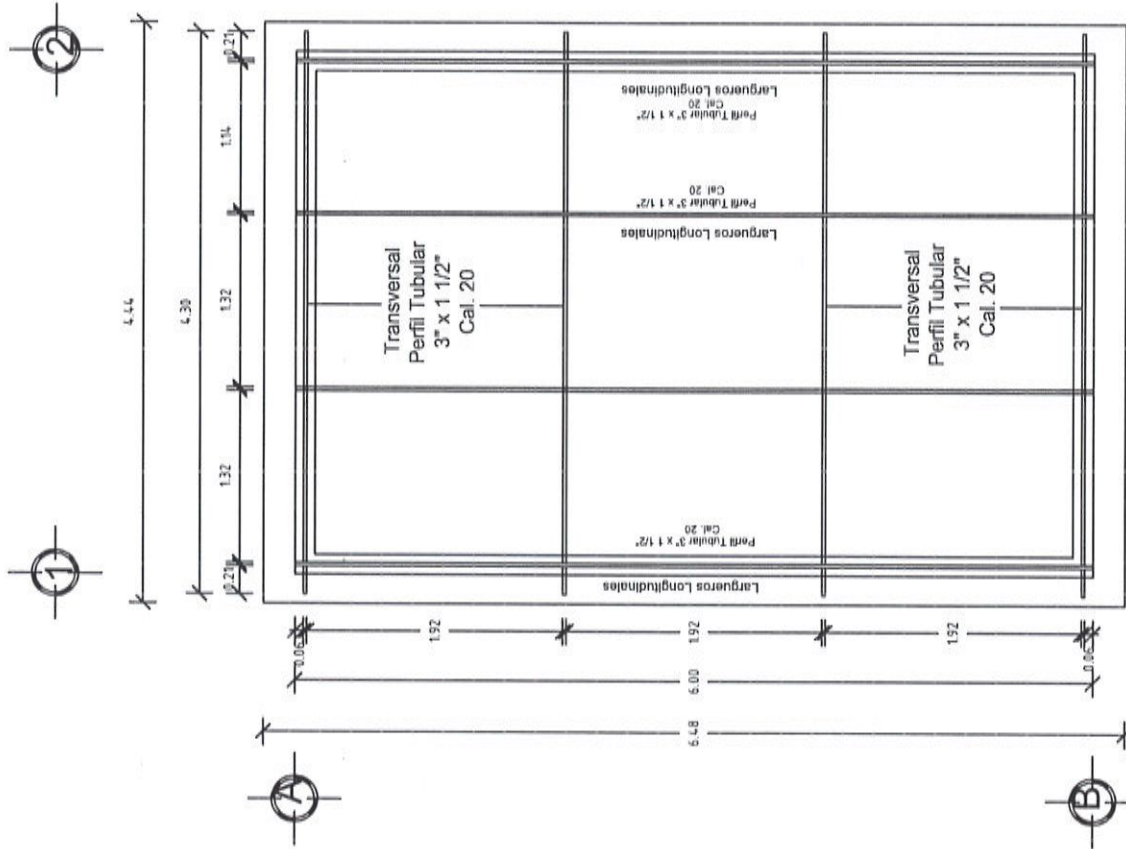 2
1
4.44
4.30
0.21
1.14
1.32
1.32
0.21
Largueros Longitudinales
Perfil Tubular 3" x 1 1/2"
Cal. 20
Perfil Tubular 3" x 1 1/2"
Cal. 20
Largueros Longitudinales
Transversal
Perfil Tubular
3" x 1 1/2"
Cal. 20
Transversal
Perfil Tubular
3" x 1 1/2"
Cal. 20
Perfil Tubular 3" x 1 1/2"
Cal. 20
Largueros Longitudinales
0.06
1.92
1.92
1.92
0.06
6.00
6.48
A
B